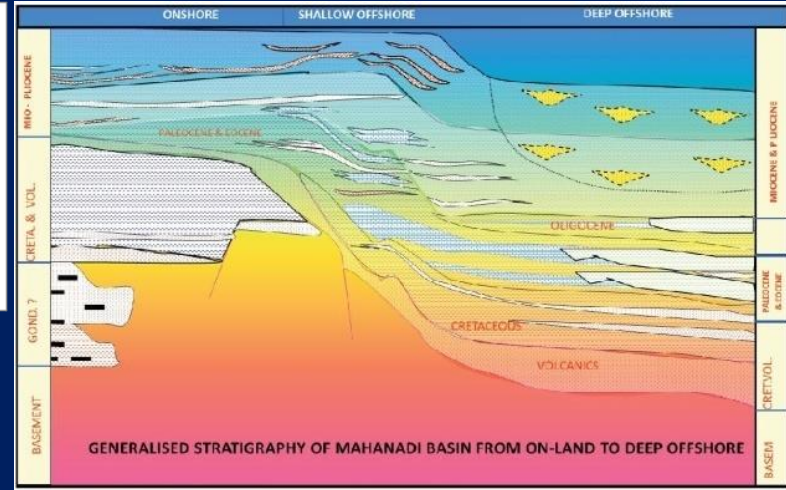 ONSHORE SHALLOW OFFSHORE DEEP OFFSHORE
MIO - PLIOCENE
CRETA. & VOL.
GOND. ?
BASEMENT
PALEOCENE & EOCENE
OLIGOCENE
CRETACEOUS
VOLCANICS
MIOCENE & PLIOCENE
PALEOCENE
& EOCENE
CRET.VOL.
BASEM
GENERALISED STRATIGRAPHY OF MAHANADI BASIN FROM ON-LAND TO DEEP OFFSHORE